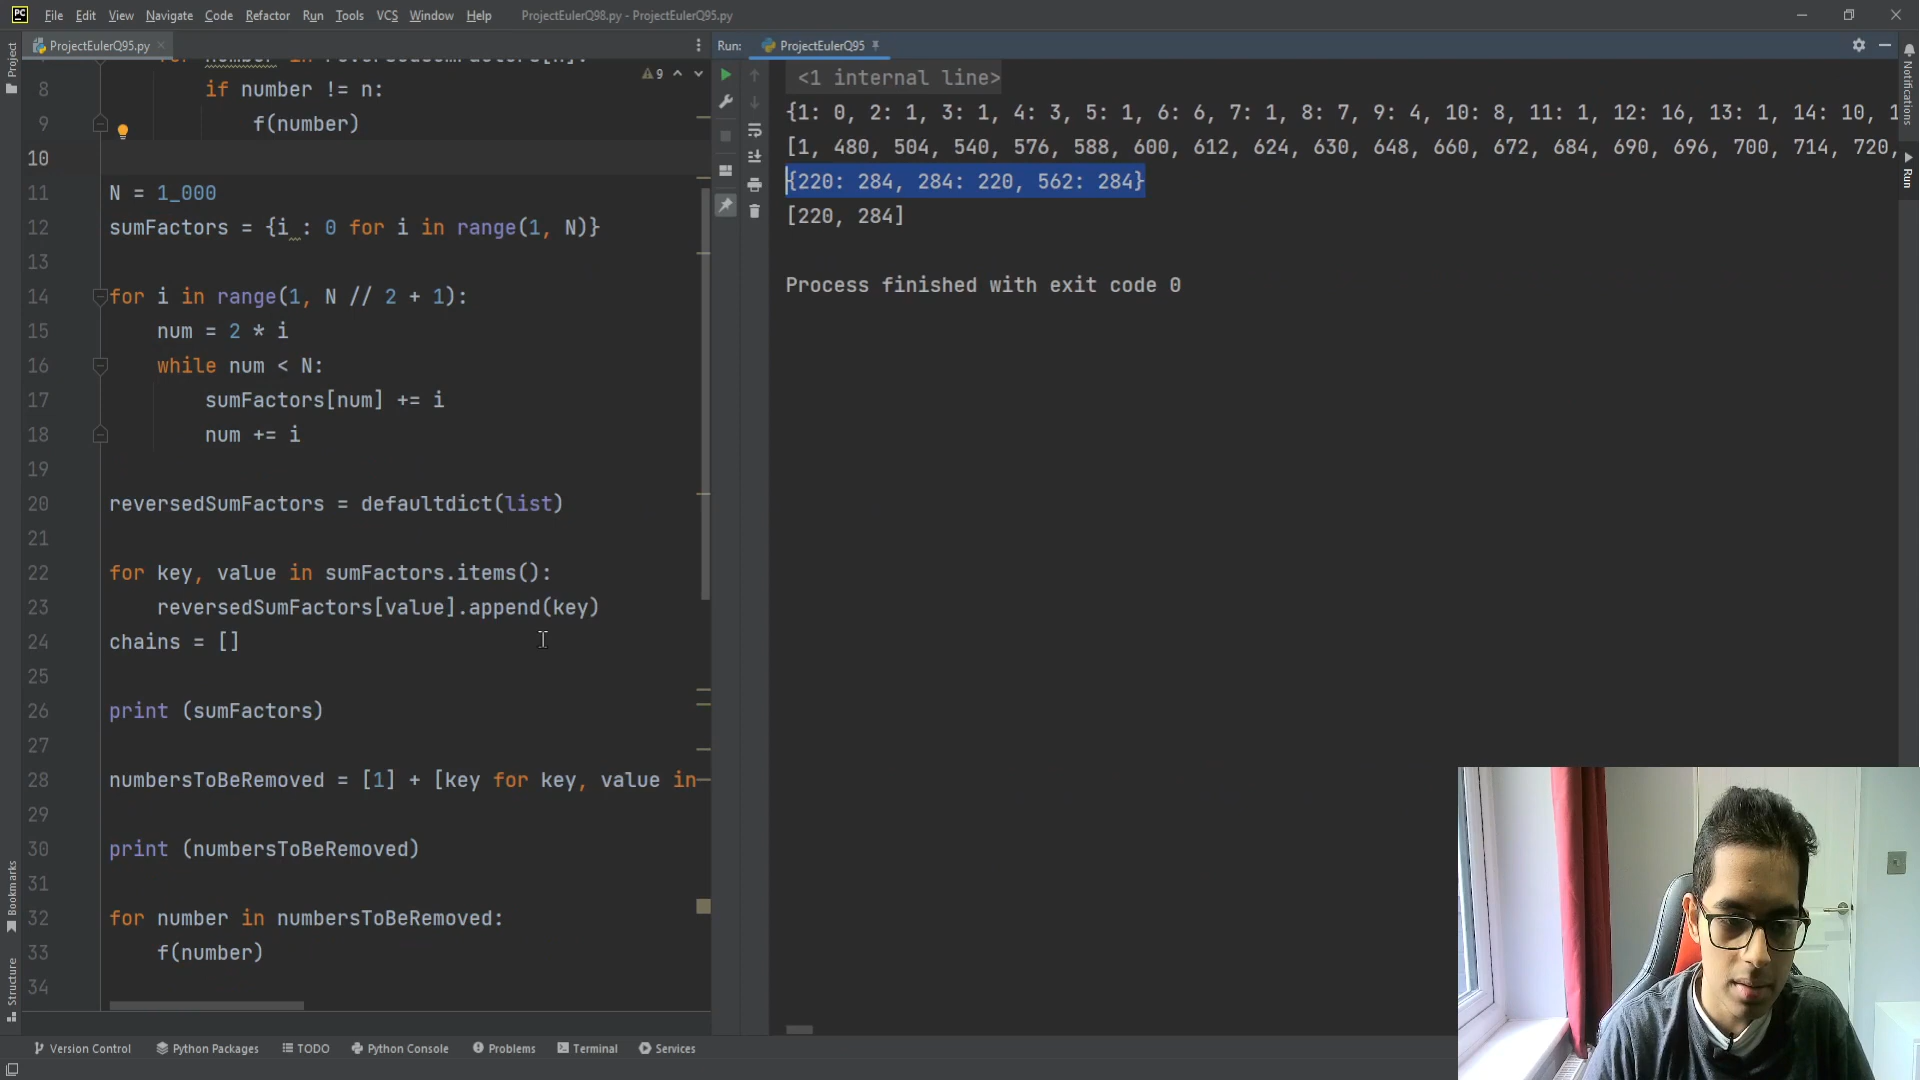 PC File Edit View Navigate Code Refactor Run Tools VCS Window Help ProjectEulerQ98.py - ProjectEulerQ95.py
Project
ProjectEulerQ95.py
Run: ProjectEulerQ95
Notifications
Run
9
8 if number != n:
9 f(number)
10
11 N = 1_000
12 sumFactors = {i : 0 for i in range(1, N)}
13
14 for i in range(1, N // 2 + 1):
15 num = 2 * i
16 while num < N:
17 sumFactors[num] += i
18 num += i
19
20 reversedSumFactors = defaultdict(list)
21
22 for key, value in sumFactors.items():
23 reversedSumFactors[value].append(key)
24 chains = []
25
26 print (sumFactors)
27
28 numbersToBeRemoved = [1] + [key for key, value in
29
30 print (numbersToBeRemoved)
31
32 for number in numbersToBeRemoved:
33 f(number)
34
<1 internal line>
{1: 0, 2: 1, 3: 1, 4: 3, 5: 1, 6: 6, 7: 1, 8: 7, 9: 4, 10: 8, 11: 1, 12: 16, 13: 1, 14: 10, 1
[1, 480, 504, 540, 576, 588, 600, 612, 624, 630, 648, 660, 672, 684, 690, 696, 700, 714, 720,
{220: 284, 284: 220, 562: 284}
[220, 284]
Process finished with exit code 0
Bookmarks
Structure
Version Control Python Packages TODO Python Console Problems Terminal Services